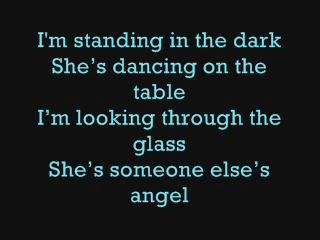 I'm standing in the dark
She’s dancing on the
table
I’m looking through the
glass
She’s someone else’s
angel